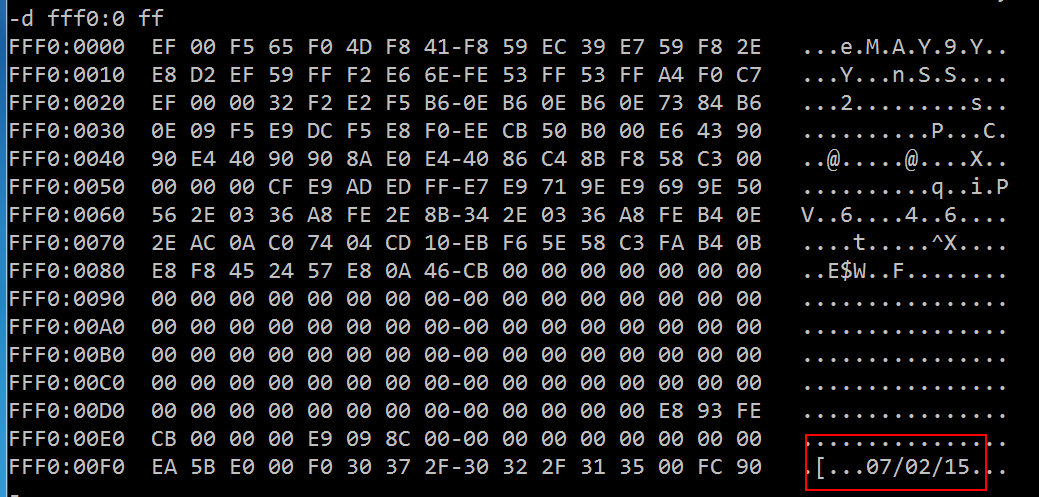 -d fff0:0 ff
FFF0:0000  EF 00 F5 65 F0 4D F8 41-F8 59 EC 39 E7 59 F8 2E   ...e.M.A.Y.9.Y..
FFF0:0010  E8 D2 EF 59 FF F2 E6 6E-FE 53 FF 53 FF A4 F0 C7   ...Y...n.S.S....
FFF0:0020  EF 00 00 32 F2 E2 F5 B6-0E B6 0E B6 0E 73 84 B6   ...2.........s..
FFF0:0030  0E 09 F5 E9 DC F5 E8 F0-EE CB 50 B0 00 E6 43 90   ..........P...C.
FFF0:0040  90 E4 40 90 90 8A E0 E4-40 86 C4 8B F8 58 C3 00   ..@.....@....X..
FFF0:0050  00 00 00 CF E9 AD ED FF-E7 E9 71 9E E9 69 9E 50   ..........q..i.P
FFF0:0060  56 2E 03 36 A8 FE 2E 8B-34 2E 03 36 A8 FE B4 0E   V..6....4..6....
FFF0:0070  2E AC 0A C0 74 04 CD 10-EB F6 5E 58 C3 FA B4 0B   ....t.....^X....
FFF0:0080  E8 F8 45 24 57 E8 0A 46-CB 00 00 00 00 00 00 00   ..E$W..F........
FFF0:0090  00 00 00 00 00 00 00 00-00 00 00 00 00 00 00 00   ................
FFF0:00A0  00 00 00 00 00 00 00 00-00 00 00 00 00 00 00 00   ................
FFF0:00B0  00 00 00 00 00 00 00 00-00 00 00 00 00 00 00 00   ................
FFF0:00C0  00 00 00 00 00 00 00 00-00 00 00 00 00 00 00 00   ................
FFF0:00D0  00 00 00 00 00 00 00 00-00 00 00 00 00 E8 93 FE   ................
FFF0:00E0  CB 00 00 00 E9 09 8C 00-00 00 00 00 00 00 00 00   ................
FFF0:00F0  EA 5B E0 00 F0 30 37 2F-30 32 2F 31 35 00 FC 90   .[...07/02/15...